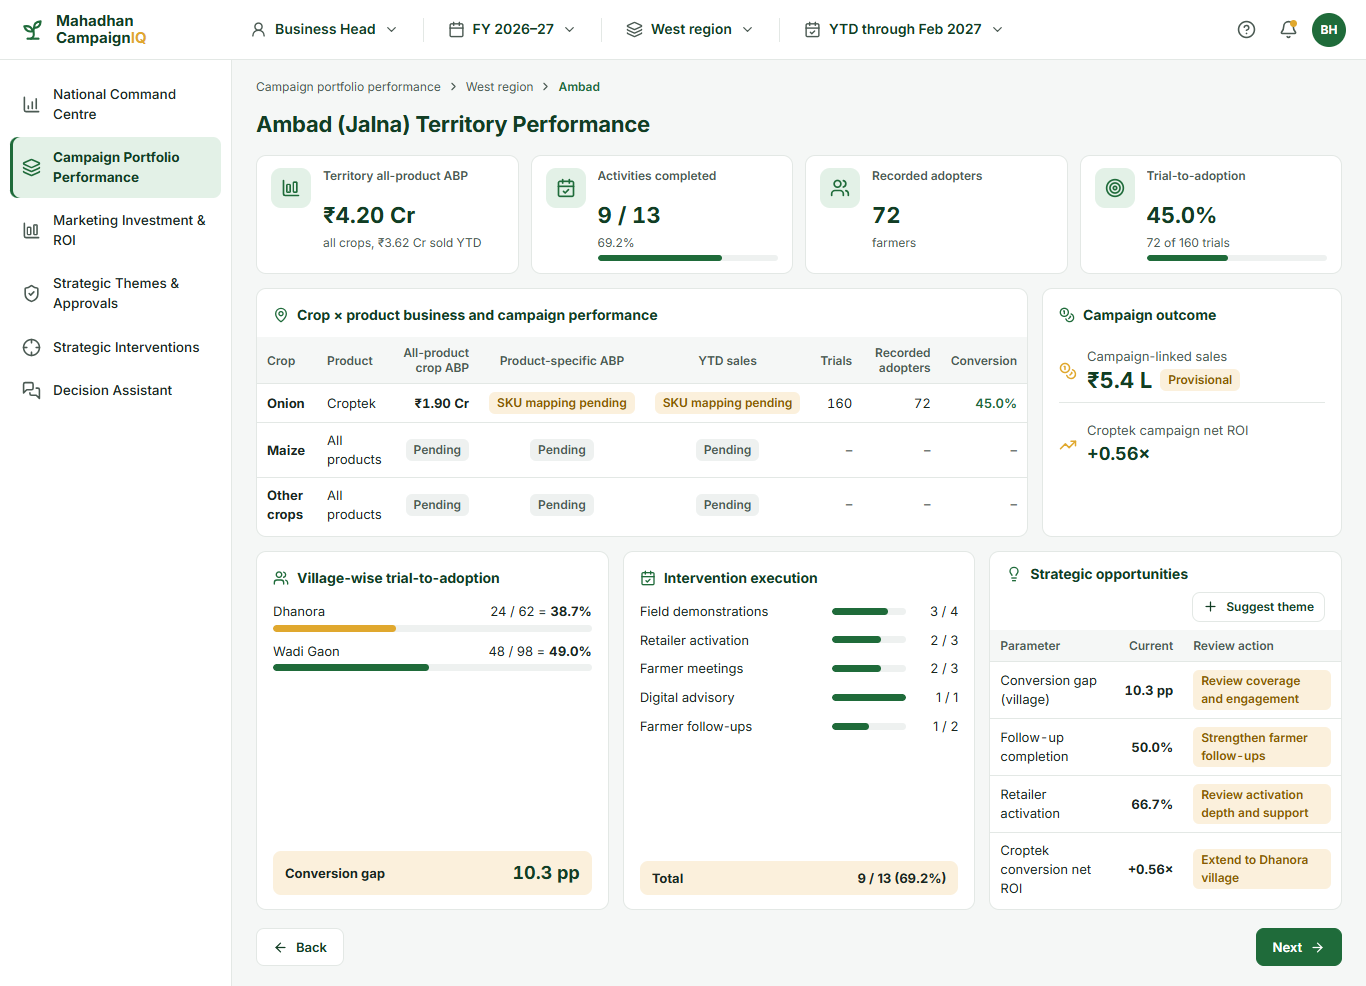 Mahadhan
CampaignIQ
Business Head
FY 2026–27
West region
YTD through Feb 2027
BH
National Command
Centre
Campaign Portfolio
Performance
Marketing Investment &
ROI
Strategic Themes &
Approvals
Strategic Interventions
Decision Assistant
Campaign portfolio performance > West region > Ambad
Ambad (Jalna) Territory Performance
Territory all-product ABP
₹4.20 Cr
all crops, ₹3.62 Cr sold YTD
Activities completed
9 / 13
69.2%
Recorded adopters
72
farmers
Trial-to-adoption
45.0%
72 of 160 trials
Crop × product business and campaign performance
Crop Product All-product crop ABP Product-specific ABP YTD sales Trials Recorded adopters Conversion
Onion Croptek ₹1.90 Cr SKU mapping pending SKU mapping pending 160 72 45.0%
Maize All products Pending Pending Pending – – –
Other crops All products Pending Pending Pending – – –
Campaign outcome
Campaign-linked sales
₹5.4 L Provisional
Croptek campaign net ROI
+0.56×
Village-wise trial-to-adoption
Dhanora 24 / 62 = 38.7%
Wadi Gaon 48 / 98 = 49.0%
Conversion gap 10.3 pp
Intervention execution
Field demonstrations 3 / 4
Retailer activation 2 / 3
Farmer meetings 2 / 3
Digital advisory 1 / 1
Farmer follow-ups 1 / 2
Total 9 / 13 (69.2%)
Strategic opportunities
+ Suggest theme
Parameter Current Review action
Conversion gap (village) 10.3 pp Review coverage and engagement
Follow-up completion 50.0% Strengthen farmer follow-ups
Retailer activation 66.7% Review activation depth and support
Croptek conversion net ROI +0.56× Extend to Dhanora village
← Back
Next →